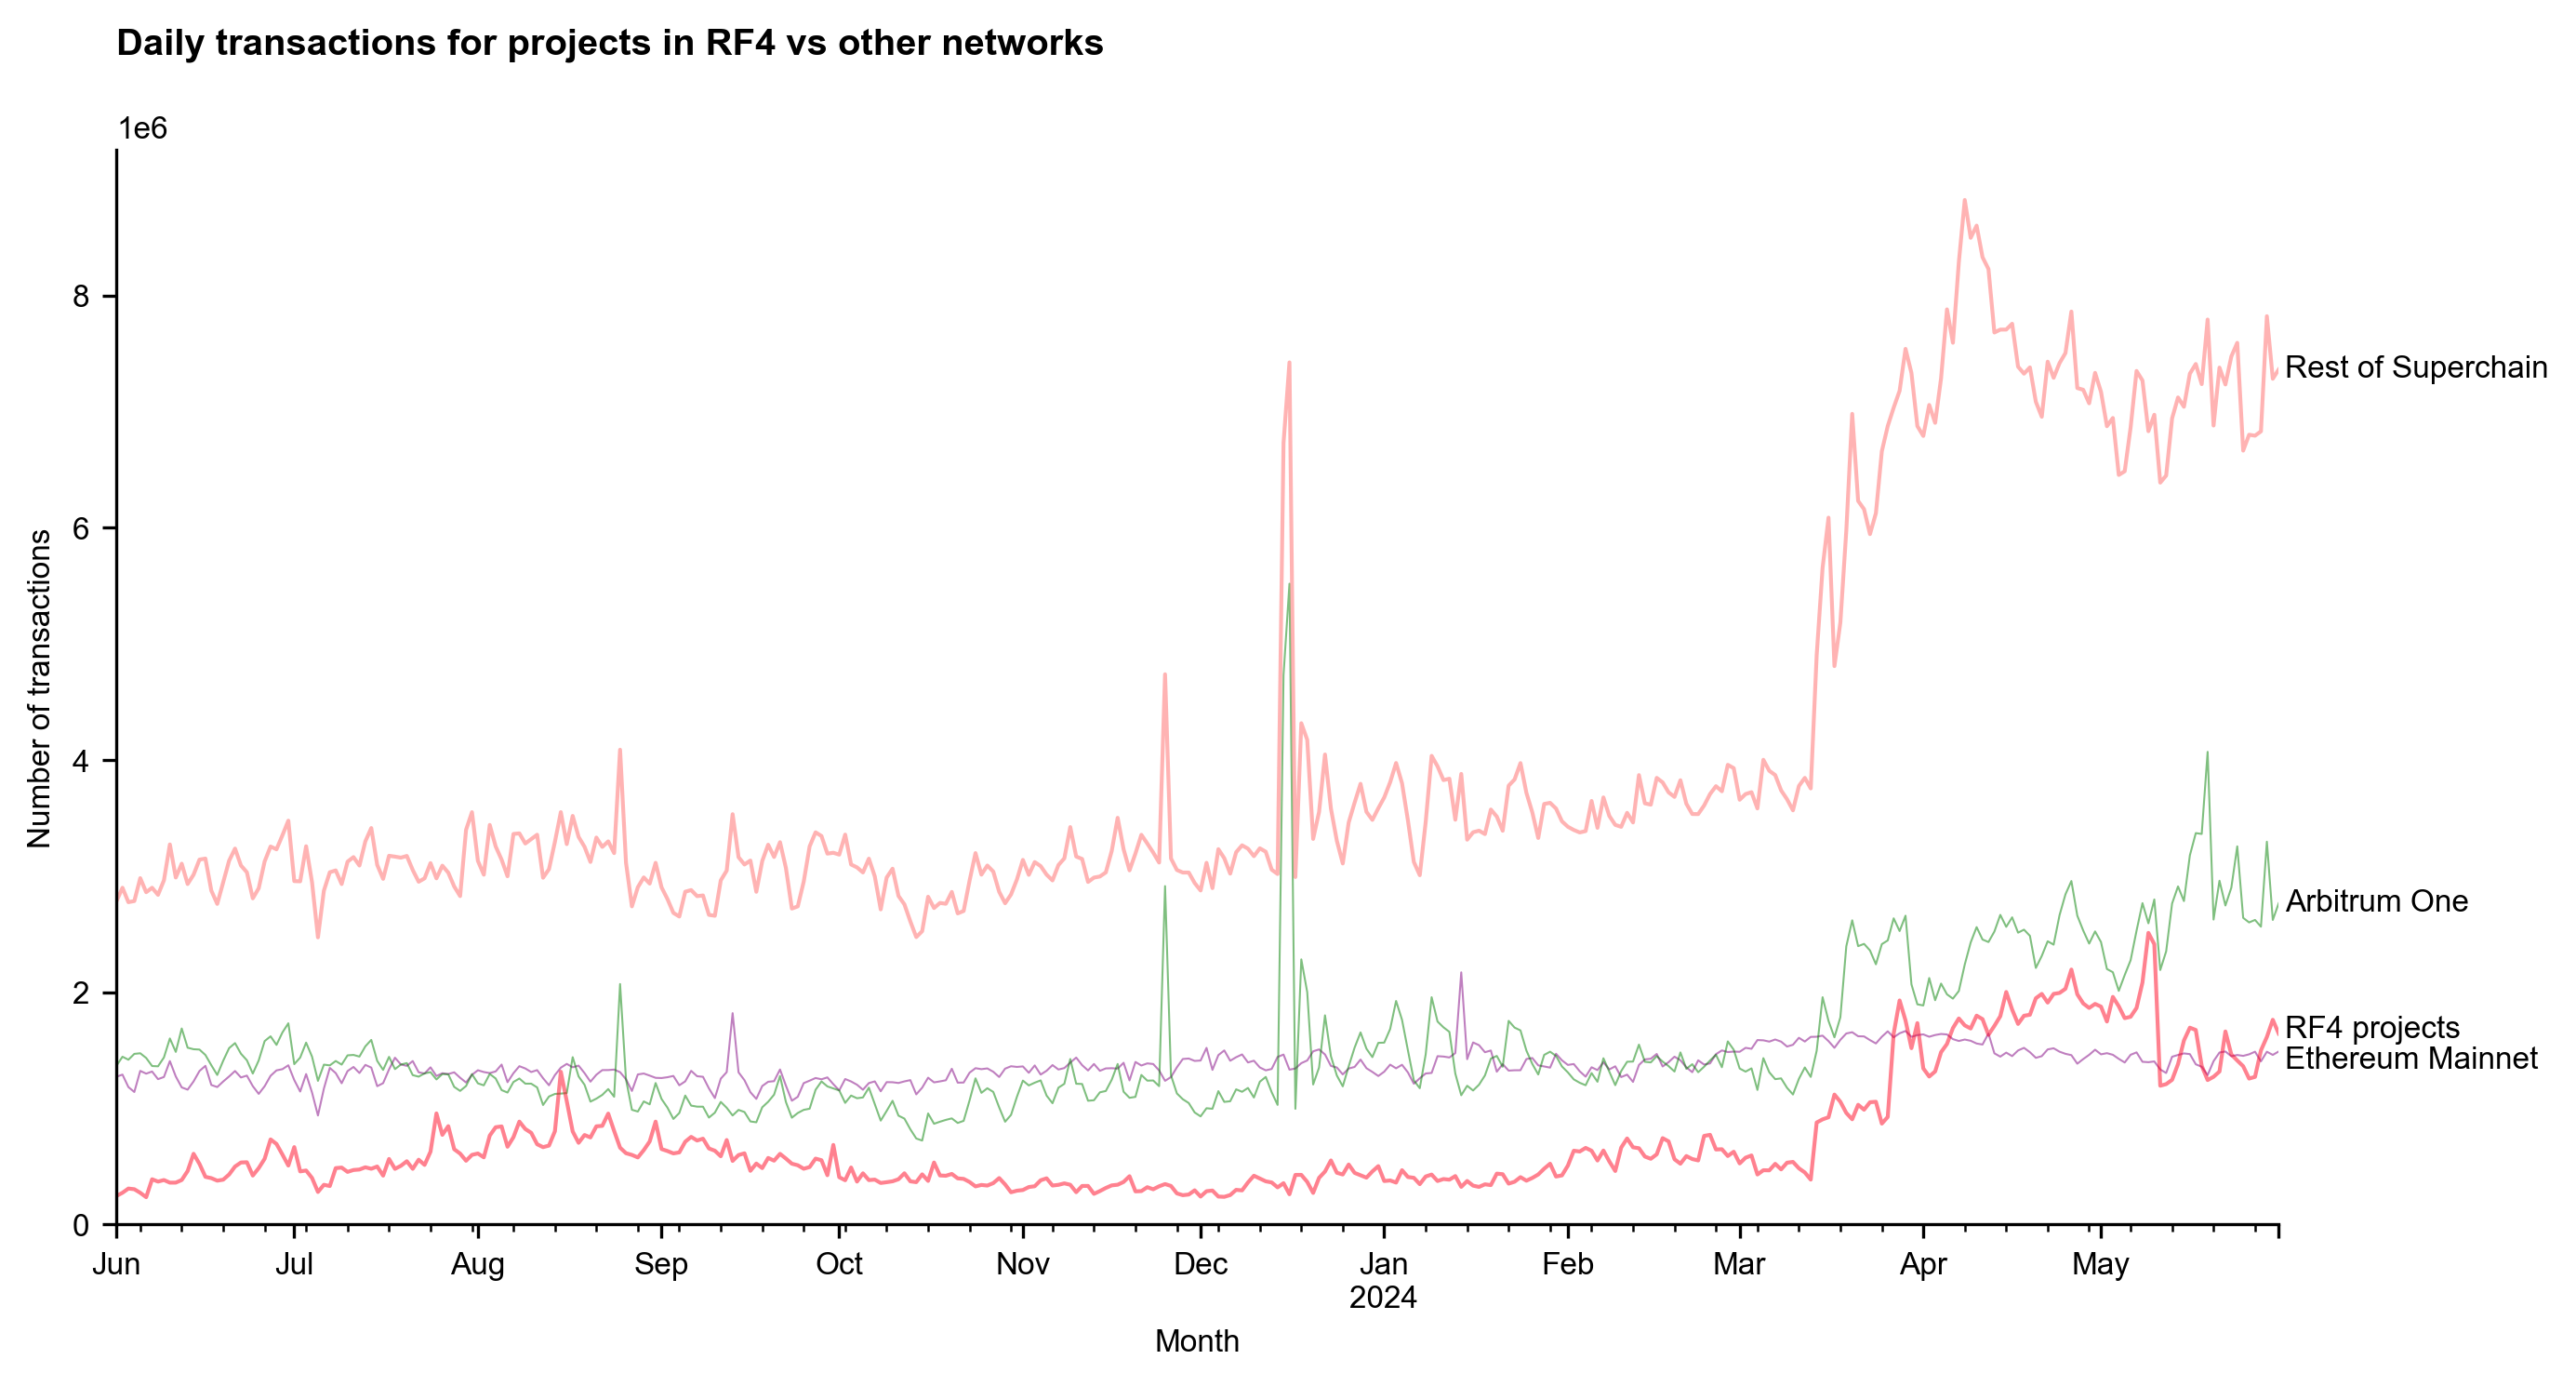 Daily transactions for projects in RF4 vs other networks
1e6
8
6
4
2
0
Number of transactions
Rest of Superchain
Arbitrum One
RF4 projects
Ethereum Mainnet
Jun Jul Aug Sep Oct Nov Dec Jan Feb Mar Apr May
2024
Month